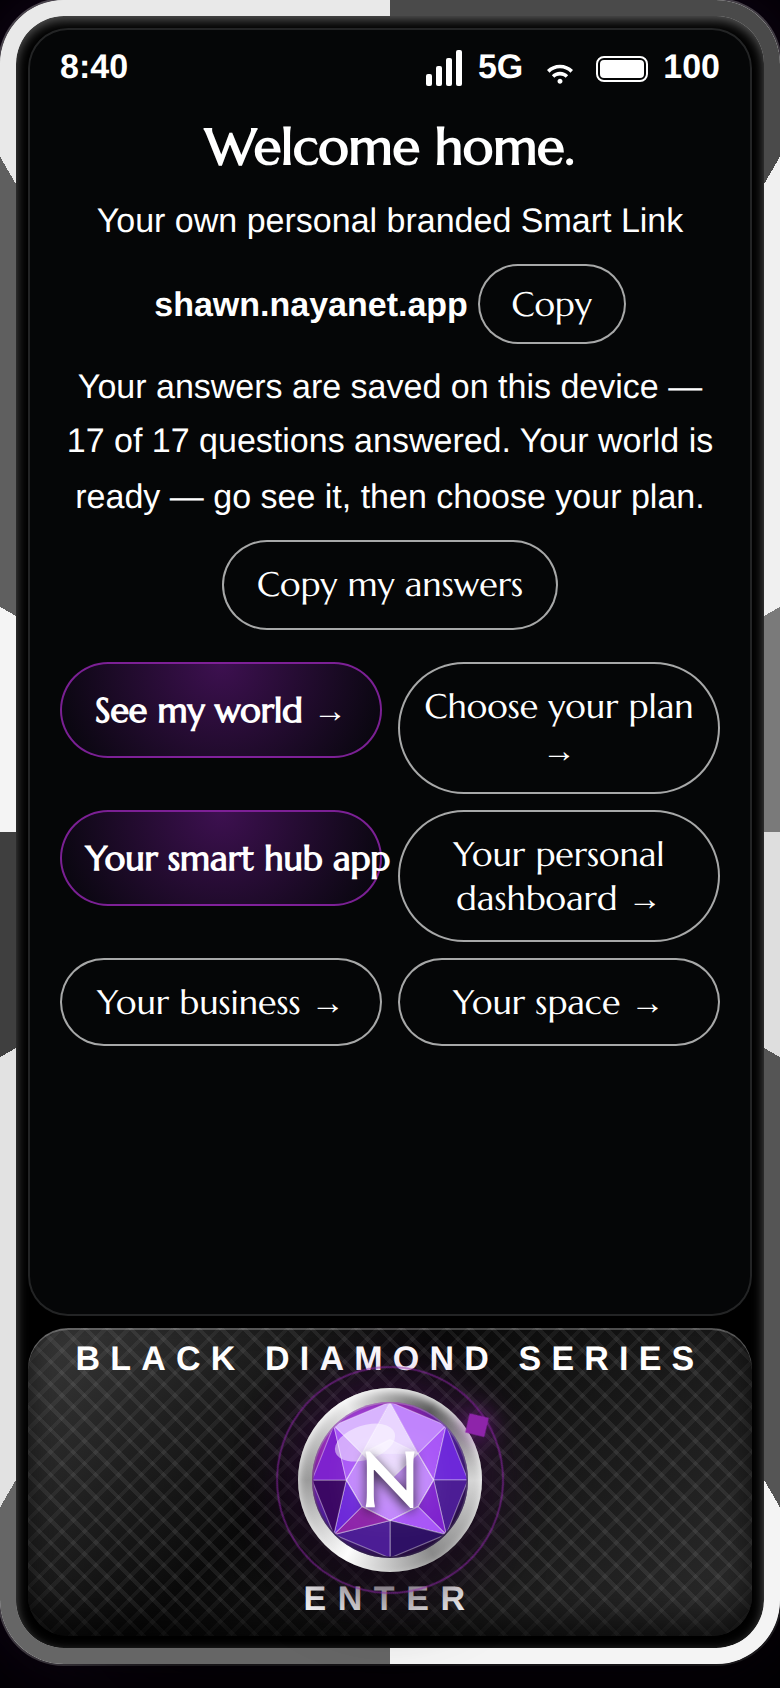 8:40 5G 100
Welcome home.
Your own personal branded Smart Link
shawn.nayanet.app Copy
Your answers are saved on this device —
17 of 17 questions answered. Your world is
ready — go see it, then choose your plan.
Copy my answers
See my world →
Choose your plan
→
Your smart hub app
Your personal
dashboard →
Your business →
Your space →
BLACK DIAMOND SERIES
N
ENTER